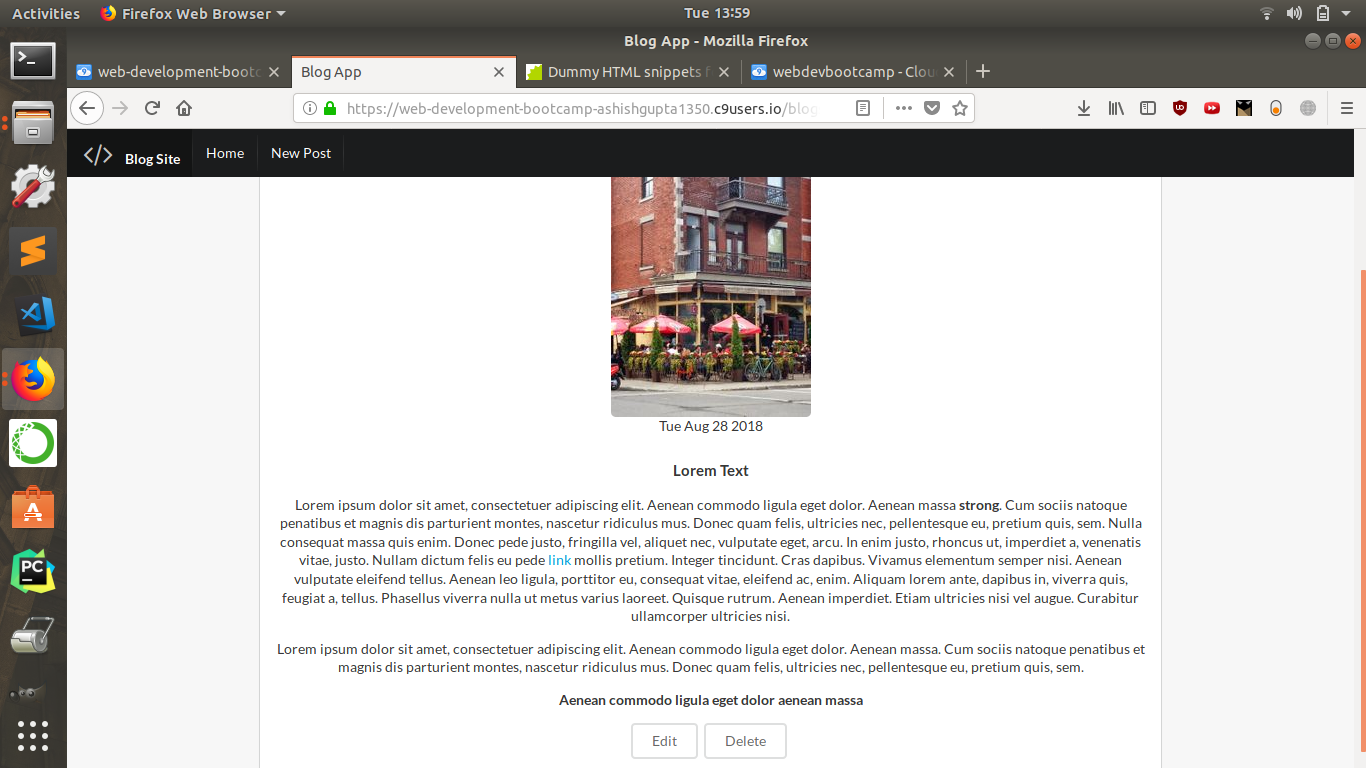 Activities Firefox Web Browser Tue 13:59
Blog App - Mozilla Firefox
web-development-bootc Blog App Dummy HTML snippets f webdevbootcamp - Clou
https://web-development-bootcamp-ashishgupta1350.c9users.io/blog
</> Blog Site Home New Post
Tue Aug 28 2018
Lorem Text
Lorem ipsum dolor sit amet, consectetuer adipiscing elit. Aenean commodo ligula eget dolor. Aenean massa strong. Cum sociis natoque
penatibus et magnis dis parturient montes, nascetur ridiculus mus. Donec quam felis, ultricies nec, pellentesque eu, pretium quis, sem. Nulla
consequat massa quis enim. Donec pede justo, fringilla vel, aliquet nec, vulputate eget, arcu. In enim justo, rhoncus ut, imperdiet a, venenatis
vitae, justo. Nullam dictum felis eu pede link mollis pretium. Integer tincidunt. Cras dapibus. Vivamus elementum semper nisi. Aenean
vulputate eleifend tellus. Aenean leo ligula, porttitor eu, consequat vitae, eleifend ac, enim. Aliquam lorem ante, dapibus in, viverra quis,
feugiat a, tellus. Phasellus viverra nulla ut metus varius laoreet. Quisque rutrum. Aenean imperdiet. Etiam ultricies nisi vel augue. Curabitur
ullamcorper ultricies nisi.
Lorem ipsum dolor sit amet, consectetuer adipiscing elit. Aenean commodo ligula eget dolor. Aenean massa. Cum sociis natoque penatibus et
magnis dis parturient montes, nascetur ridiculus mus. Donec quam felis, ultricies nec, pellentesque eu, pretium quis, sem.
Aenean commodo ligula eget dolor aenean massa
Edit Delete